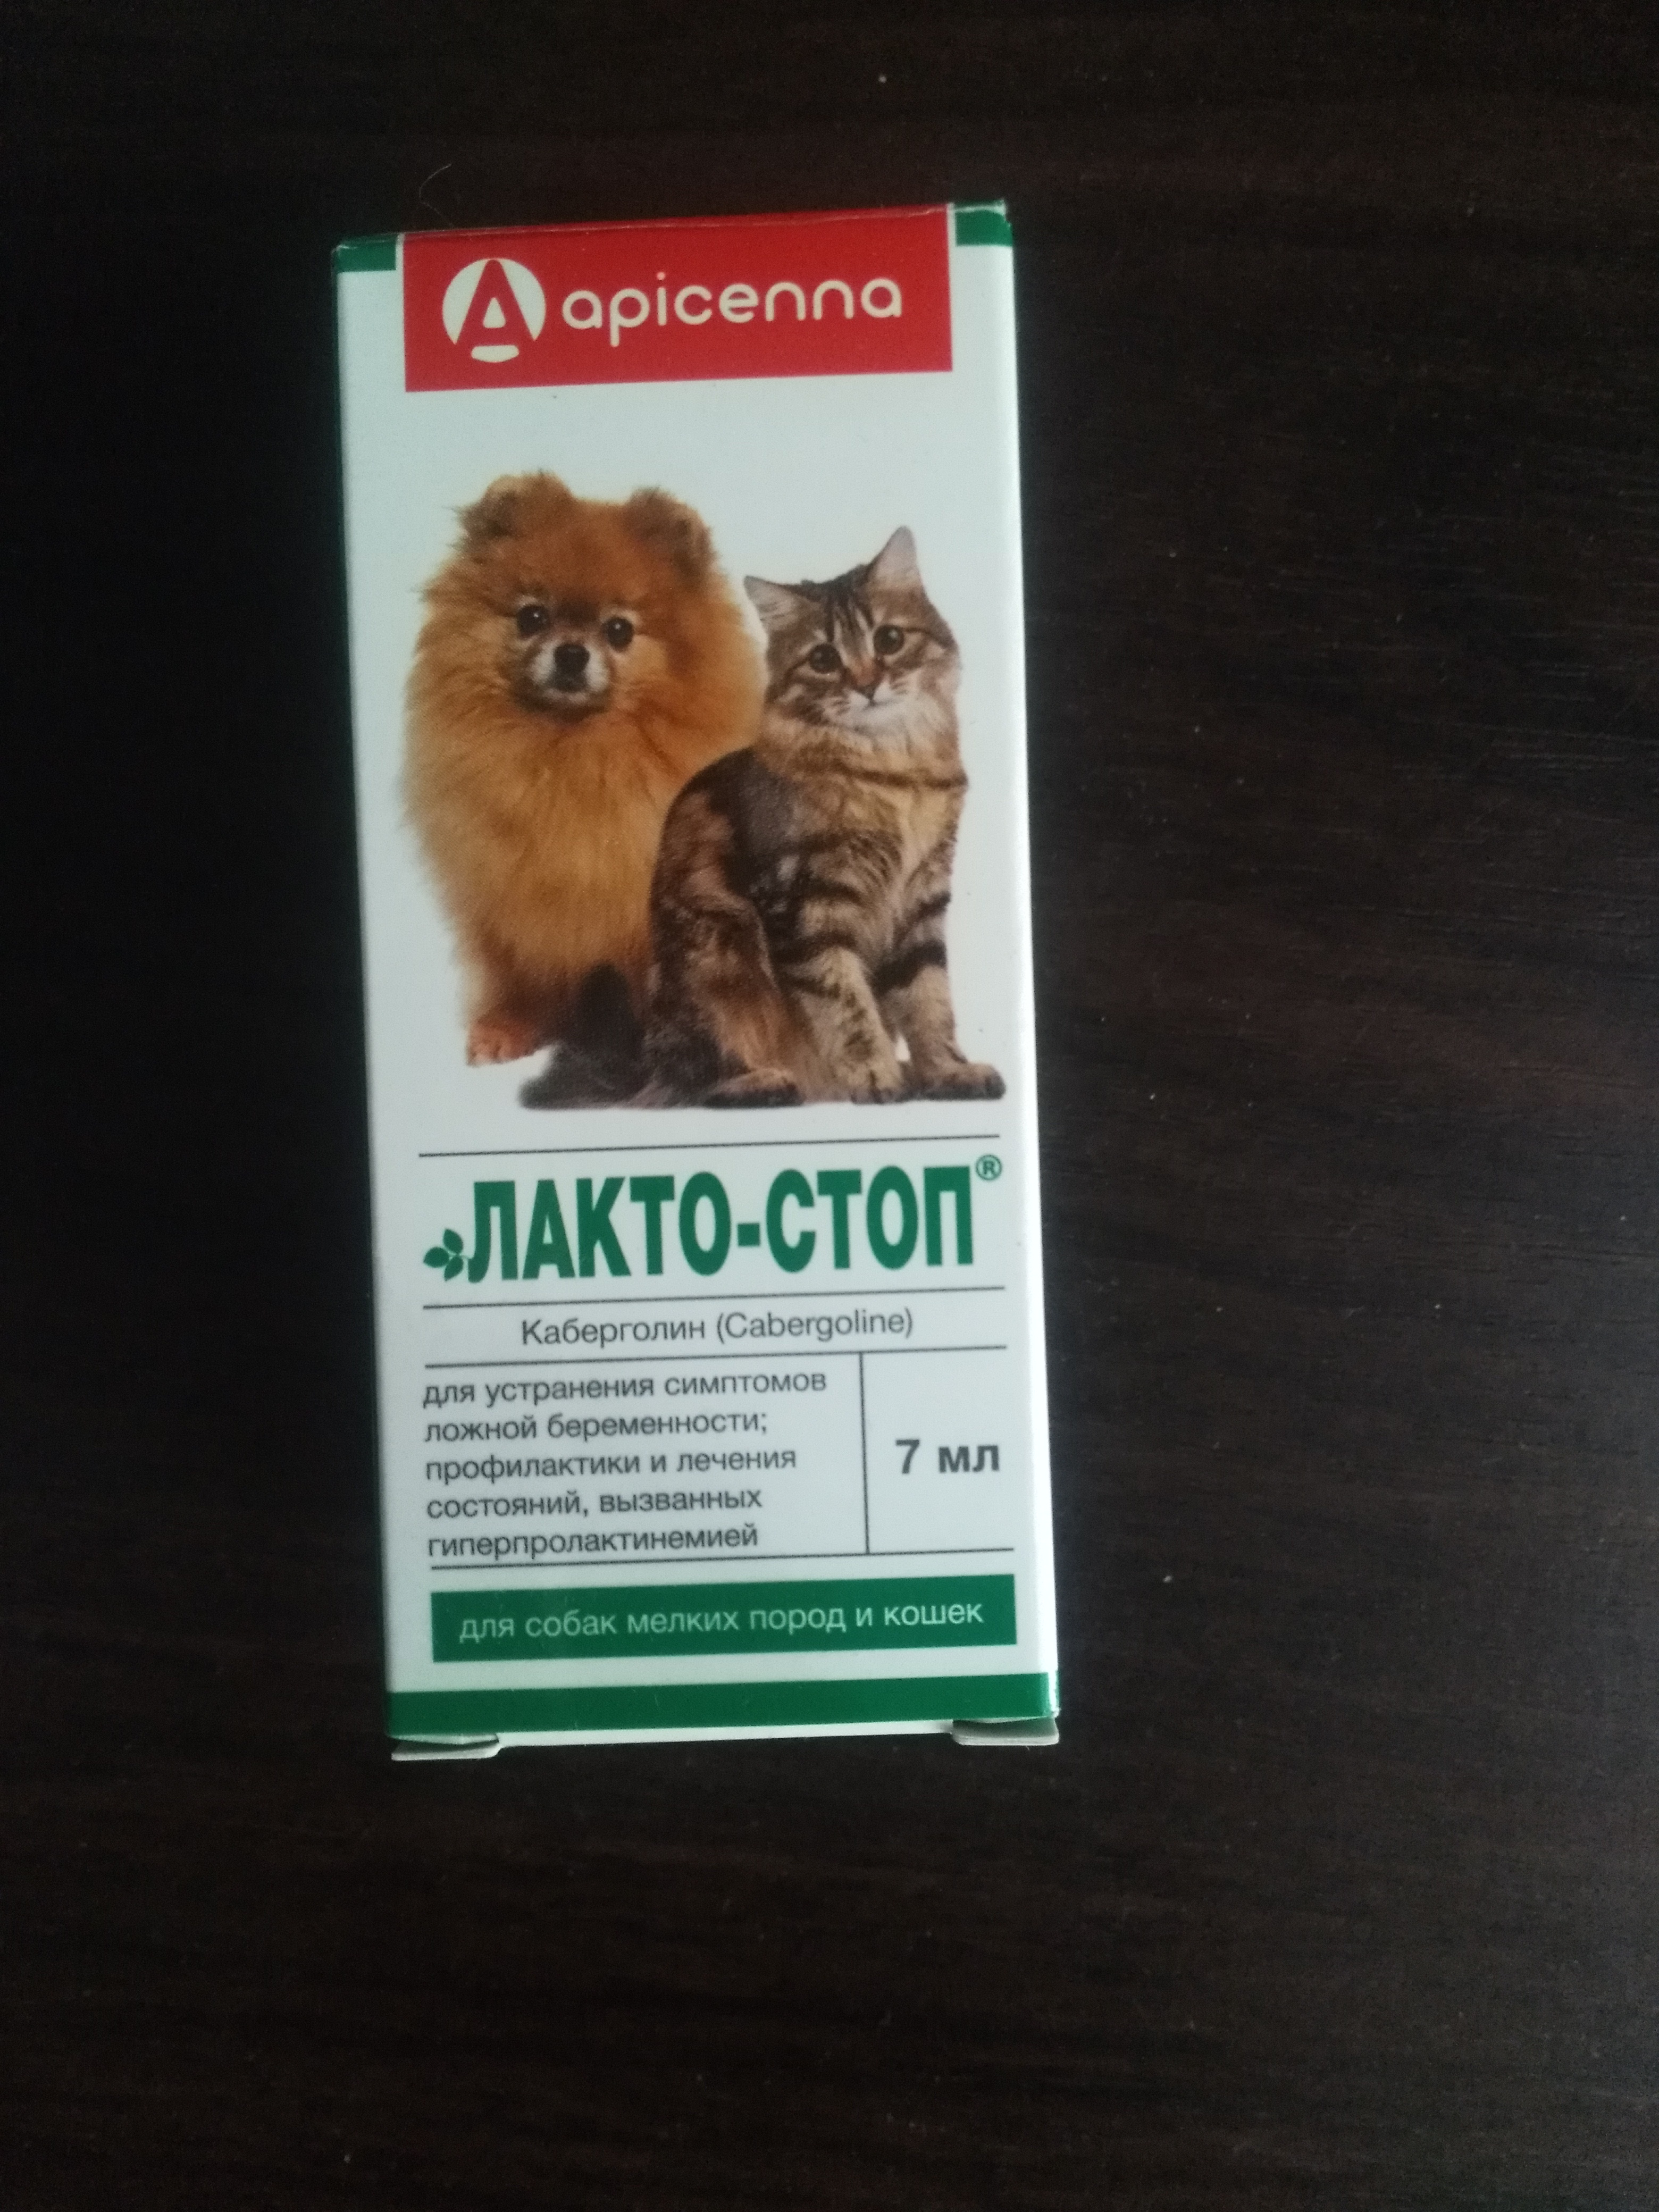 apicenna
ЛАКТО-СТОП®
Каберголин (Cabergoline)
для устранения симптомов
ложной беременности;
профилактики и лечения
состояний, вызванных
гиперпролактинемией
7 мл
для собак мелких пород и кошек